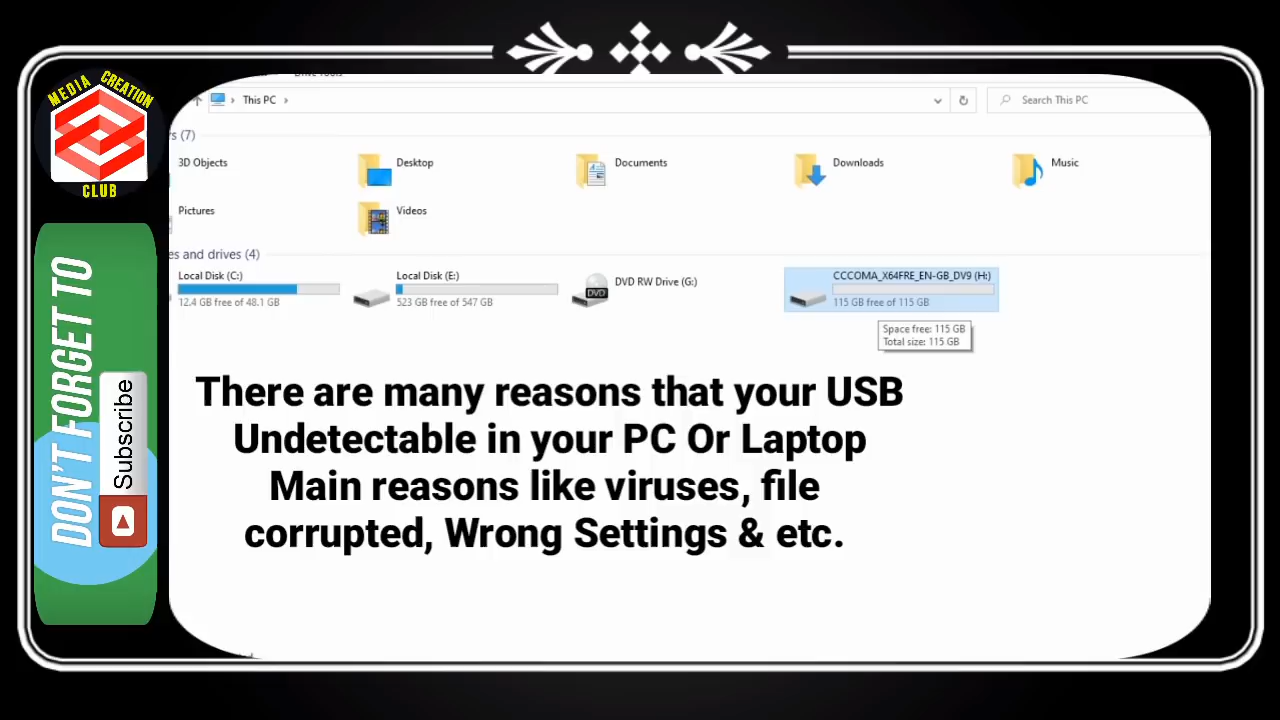 MEDIA CREATION
CLUB
DON'T FORGET TO
Subscribe
This PC
Search This PC
(7)
3D Objects
Desktop
Documents
Downloads
Music
Pictures
Videos
and drives (4)
Local Disk (C:)
12.4 GB free of 48.1 GB
Local Disk (E:)
523 GB free of 547 GB
DVD RW Drive (G:)
DVD
CCCOMA_X64FRE_EN-GB_DV9 (H:)
115 GB free of 115 GB
Space free: 115 GB
Total size: 115 GB
There are many reasons that your USB
Undetectable in your PC Or Laptop
Main reasons like viruses, file
corrupted, Wrong Settings & etc.